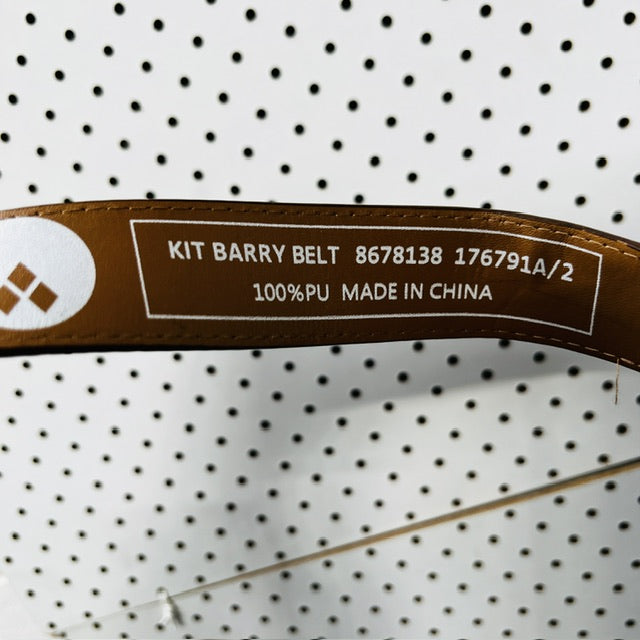 KIT BARRY BELT 8678138 176791A/2
100%PU MADE IN CHINA